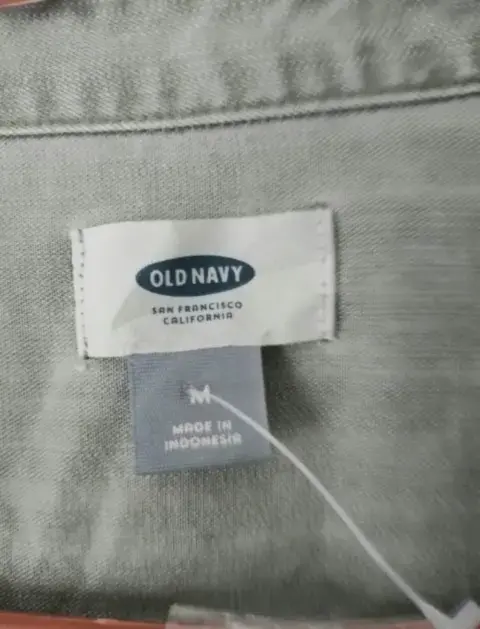 OLD NAVY
SAN FRANCISCO
CALIFORNIA
M
MADE IN
INDONESIA